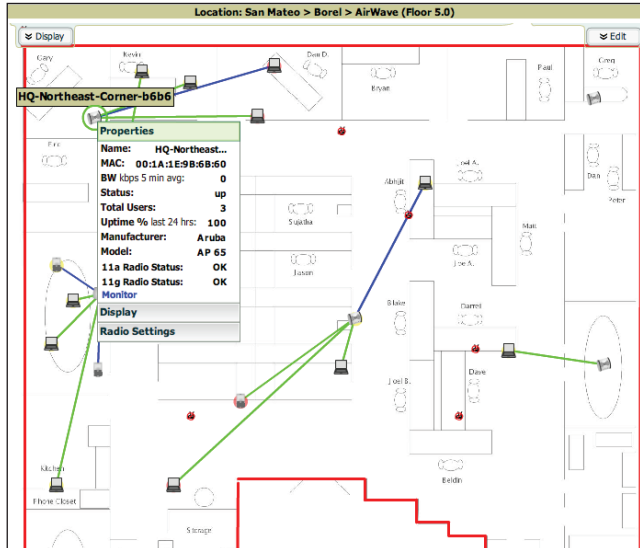 Location: San Mateo > Borel > AirWave (Floor 5.0)
Display
Edit
Gary
Kevin
Dan D.
Bryan
Paul
Greg
HQ-Northeast-Corner-b6b6
Properties
Name: HQ-Northeast...
MAC: 00:1A:1E:9B:6B:60
BW kbps 5 min avg: 0
Status: up
Total Users: 3
Uptime % last 24 hrs: 100
Manufacturer: Aruba
Model: AP 65
11a Radio Status: OK
11g Radio Status: OK
Monitor
Display
Radio Settings
Eric
Abhjit
Joel A.
Dan
Peter
Sujatha
Matt
Jason
Joe A.
Blake
Darrel
Joel B.
Dave
Beldin
Kitchen
Phone Closet
Storage